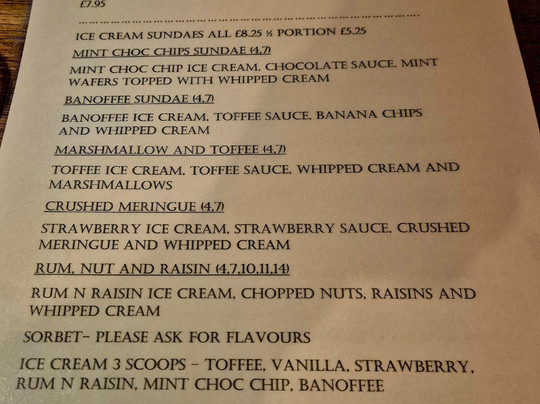 £7.95
ICE CREAM SUNDAES ALL £8.25 ½ PORTION £5.25
MINT CHOC CHIPS SUNDAE (4,7)
MINT CHOC CHIP ICE CREAM, CHOCOLATE SAUCE, MINT
WAFERS TOPPED WITH WHIPPED CREAM
BANOFFEE SUNDAE (4,7)
BANOFFEE ICE CREAM, TOFFEE SAUCE, BANANA CHIPS
AND WHIPPED CREAM
MARSHMALLOW AND TOFFEE (4,7)
TOFFEE ICE CREAM, TOFFEE SAUCE, WHIPPED CREAM AND
MARSHMALLOWS
CRUSHED MERINGUE (4,7)
STRAWBERRY ICE CREAM, STRAWBERRY SAUCE, CRUSHED
MERINGUE AND WHIPPED CREAM
RUM, NUT AND RAISIN (4,7,10,11,14)
RUM N RAISIN ICE CREAM, CHOPPED NUTS, RAISINS AND
WHIPPED CREAM
SORBET– PLEASE ASK FOR FLAVOURS
ICE CREAM 3 SCOOPS – TOFFEE, VANILLA, STRAWBERRY,
RUM N RAISIN, MINT CHOC CHIP, BANOFFEE